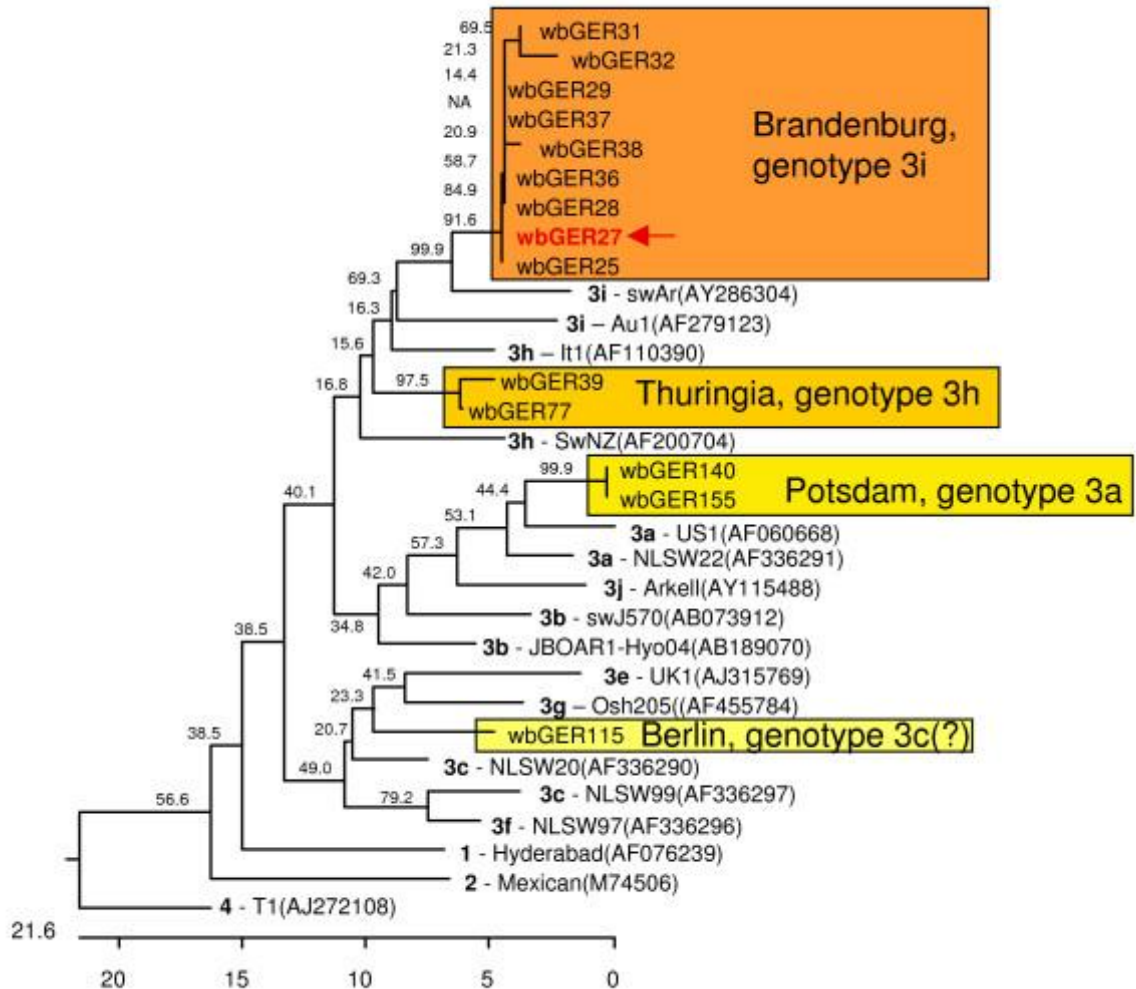 69.5
wbGER31
21.3
wbGER32
14.4
wbGER29
NA
wbGER37
20.9
wbGER38
58.7
wbGER36
84.9
wbGER28
91.6
wbGER27
wbGER25
Brandenburg,
genotype 3i
99.9
3i - swAr(AY286304)
69.3
3i – Au1(AF279123)
16.3
3h – It1(AF110390)
15.6
97.5
wbGER39
wbGER77
Thuringia, genotype 3h
16.8
3h - SwNZ(AF200704)
99.9
wbGER140
wbGER155
Potsdam, genotype 3a
40.1
44.4
3a - US1(AF060668)
53.1
3a - NLSW22(AF336291)
57.3
3j - Arkell(AY115488)
42.0
3b - swJ570(AB073912)
34.8
3b - JBOAR1-Hyo04(AB189070)
38.5
41.5
3e - UK1(AJ315769)
23.3
3g – Osh205((AF455784)
20.7
wbGER115 Berlin, genotype 3c(?)
38.5
3c - NLSW20(AF336290)
49.0
3c - NLSW99(AF336297)
79.2
3f - NLSW97(AF336296)
56.6
1 - Hyderabad(AF076239)
2 - Mexican(M74506)
4 - T1(AJ272108)
21.6
20 15 10 5 0